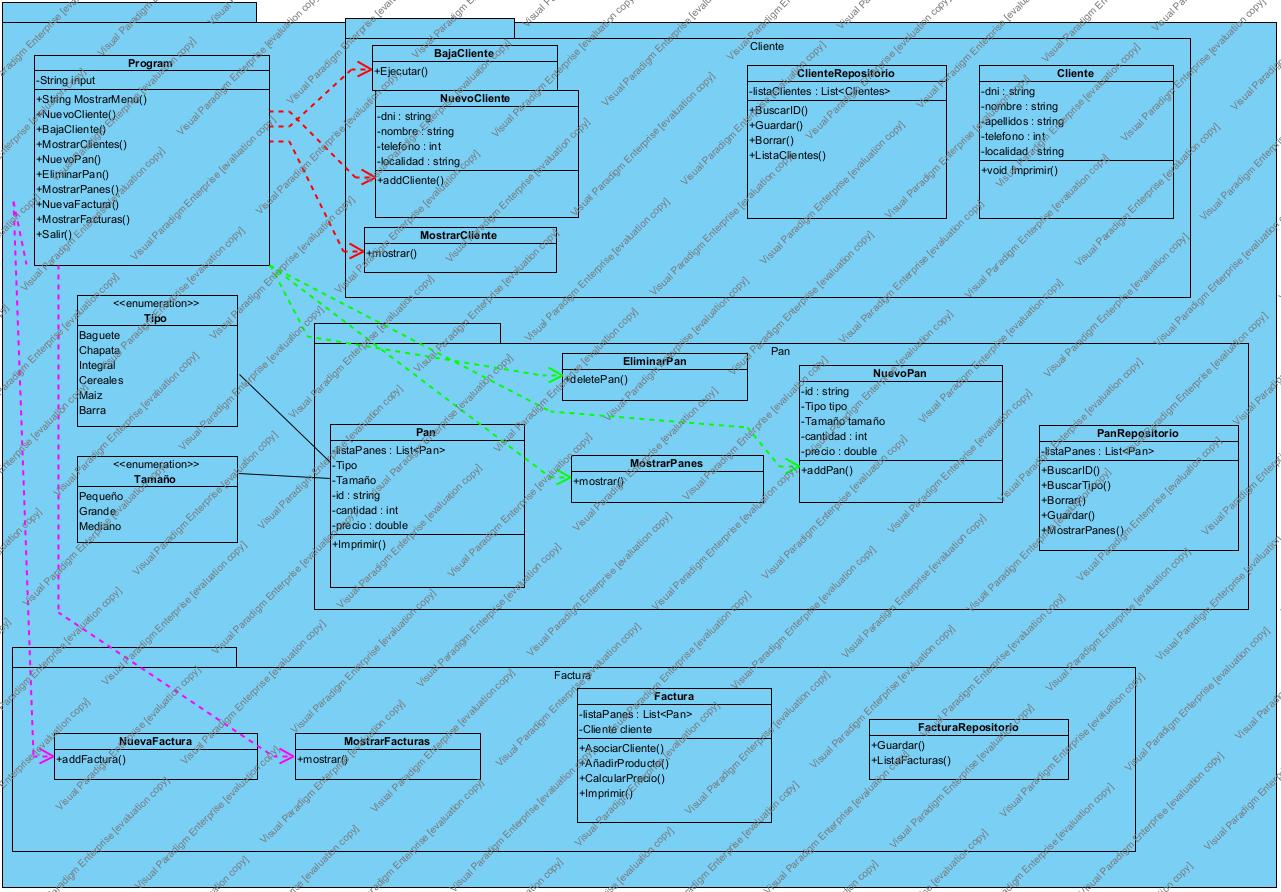 Program
-String input
+String MostrarMenu()
+NuevoCliente()
+BajaCliente()
+MostrarClientes()
+NuevoPan()
+EliminarPan()
+MostrarPanes()
+NuevaFactura()
+MostrarFacturas()
+Salir()
Cliente
BajaCliente
+Ejecutar()
NuevoCliente
-dni : string
-nombre : string
-telefono : int
-localidad : string
+addCliente()
MostrarCliente
+mostrar()
ClienteRepositorio
-listaClientes : List<Clientes>
+BuscarID()
+Guardar()
+Borrar()
+ListaClientes()
Cliente
-dni : string
-nombre : string
-apellidos : string
-telefono : int
-localidad : string
+void Imprimir()
<<enumeration>>
Tipo
Baguete
Chapata
Integral
Cereales
Maiz
Barra
<<enumeration>>
Tamaño
Pequeño
Grande
Mediano
Pan
Pan
-listaPanes : List<Pan>
-Tipo
-Tamaño
-id : string
-cantidad : int
-precio : double
+Imprimir()
EliminarPan
+deletePan()
MostrarPanes
+mostrar()
NuevoPan
-id : string
-Tipo tipo
-Tamaño tamaño
-cantidad : int
-precio : double
+addPan()
PanRepositorio
-listaPanes : List<Pan>
+BuscarID()
+BuscarTipo()
+Borrar()
+Guardar()
+MostrarPanes()
Factura
NuevaFactura
+addFactura()
MostrarFacturas
+mostrar()
Factura
-listaPanes : List<Pan>
-Cliente cliente
+AsociarCliente()
+AñadirProducto()
+CalcularPrecio()
+Imprimir()
FacturaRepositorio
+Guardar()
+ListaFacturas()
Visual Paradigm Enterprise [evaluation copy]